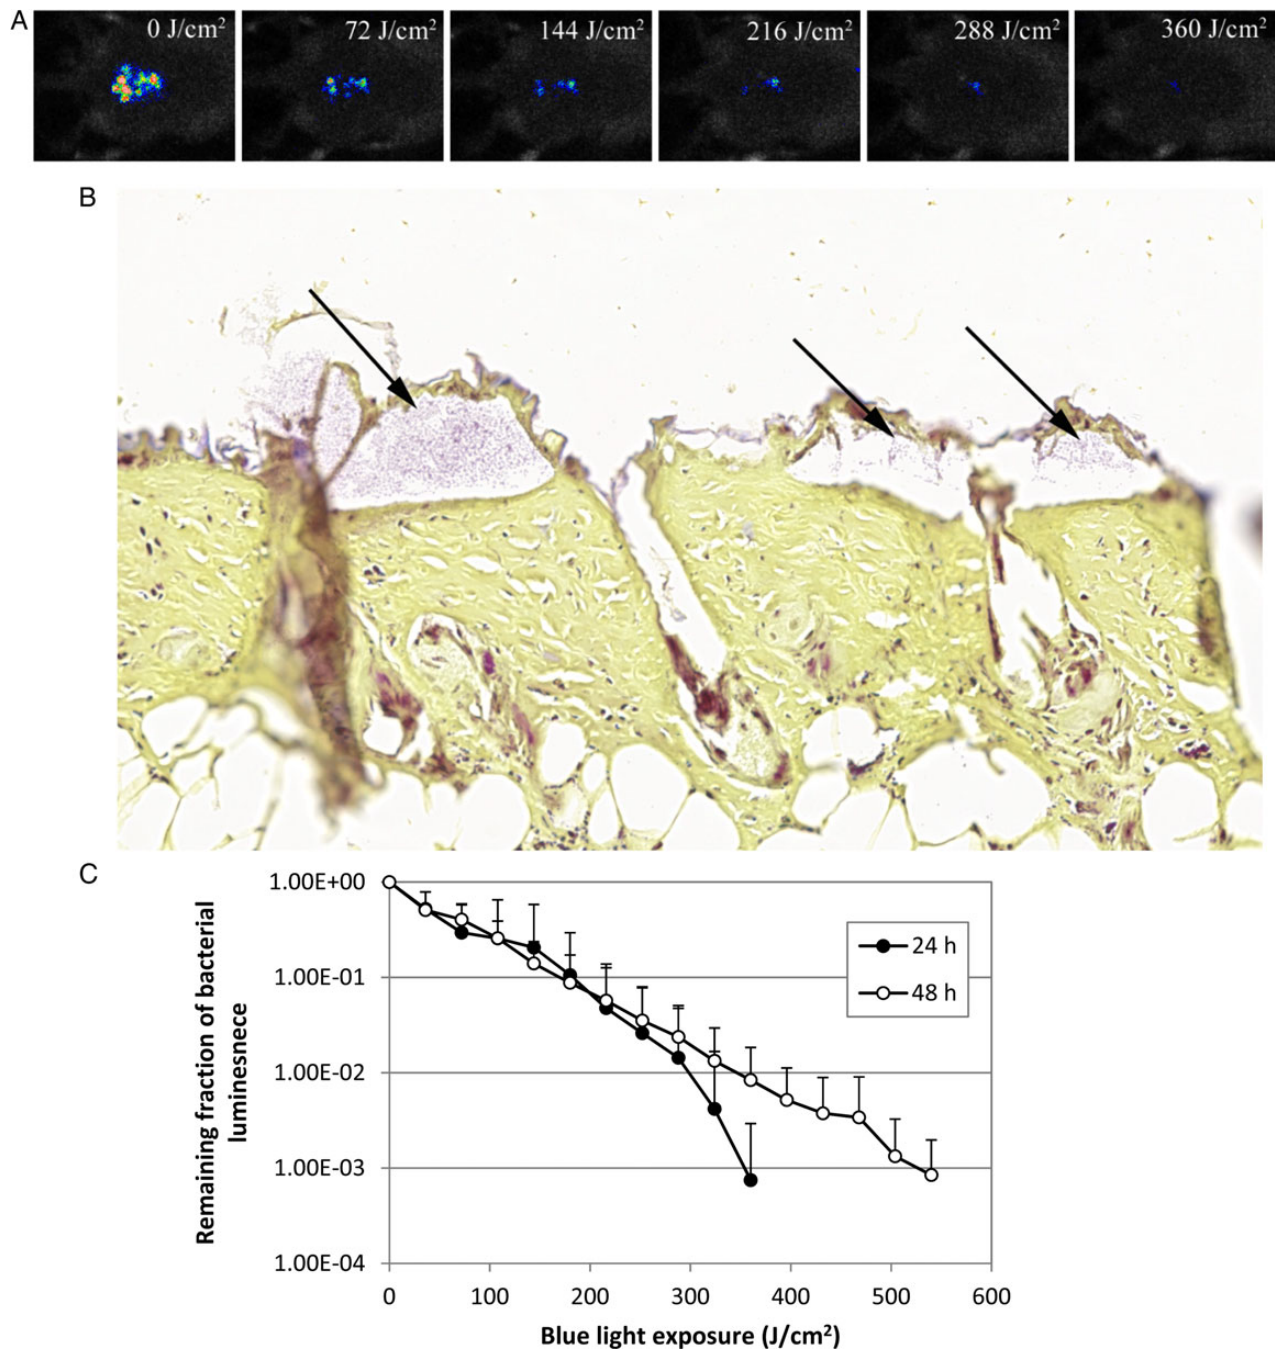 A
0 J/cm²
72 J/cm²
144 J/cm²
216 J/cm²
288 J/cm²
360 J/cm²
B
C
Remaining fraction of bacterial
luminesnece
1.00E+00
1.00E-01
1.00E-02
1.00E-03
1.00E-04
24 h
48 h
0
100
200
300
400
500
600
Blue light exposure (J/cm²)